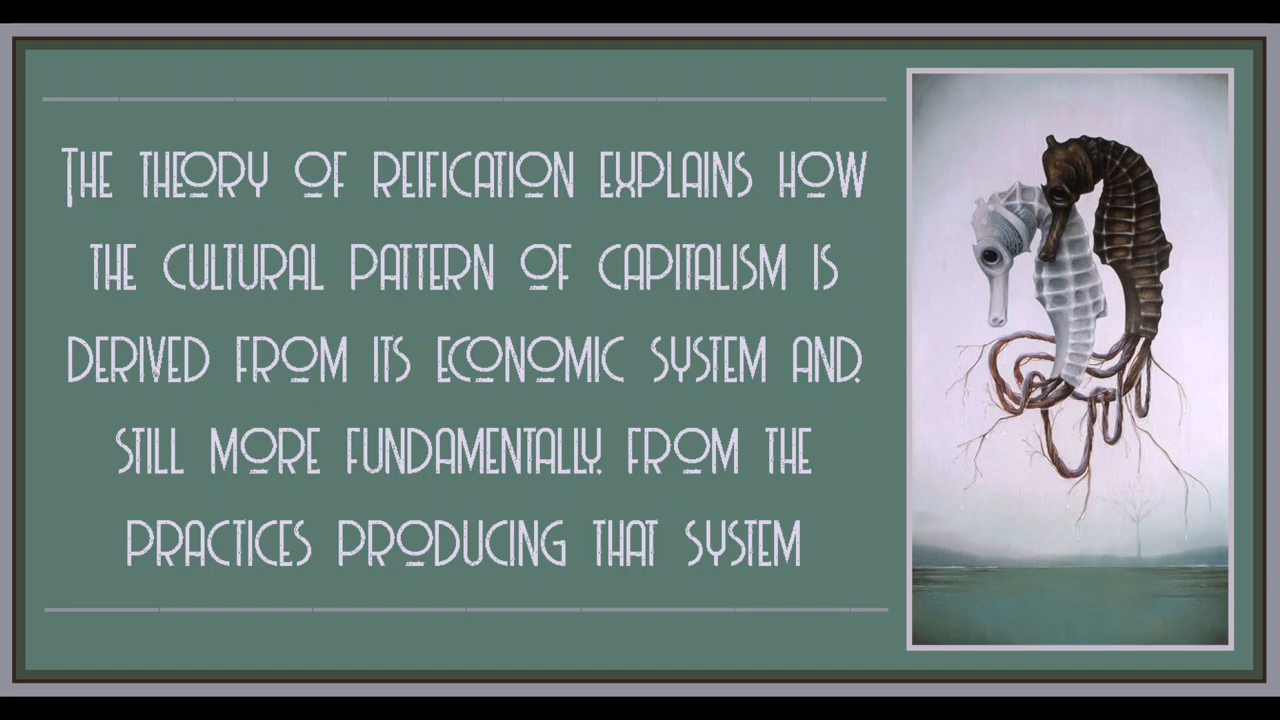 The theory of reification explains how
the cultural pattern of capitalism is
derived from its economic system and,
still more fundamentally, from the
practices producing that system